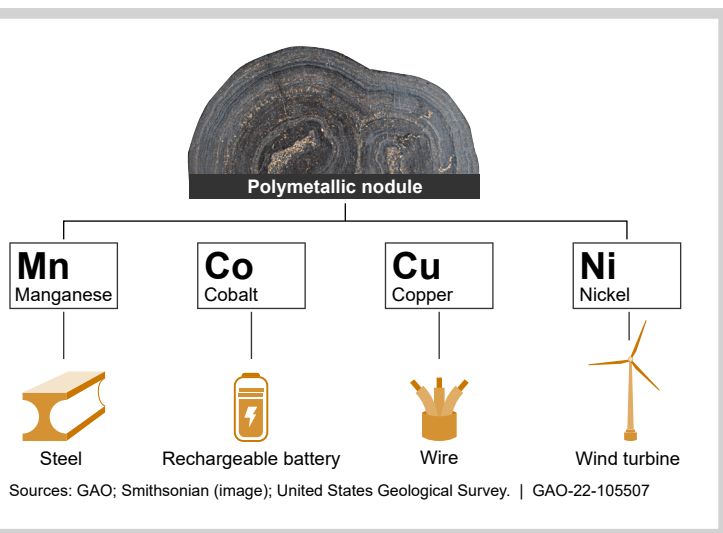 Polymetallic nodule
Mn
Manganese
Co
Cobalt
Cu
Copper
Ni
Nickel
Steel
Rechargeable battery
Wire
Wind turbine
Sources: GAO; Smithsonian (image); United States Geological Survey. | GAO-22-105507